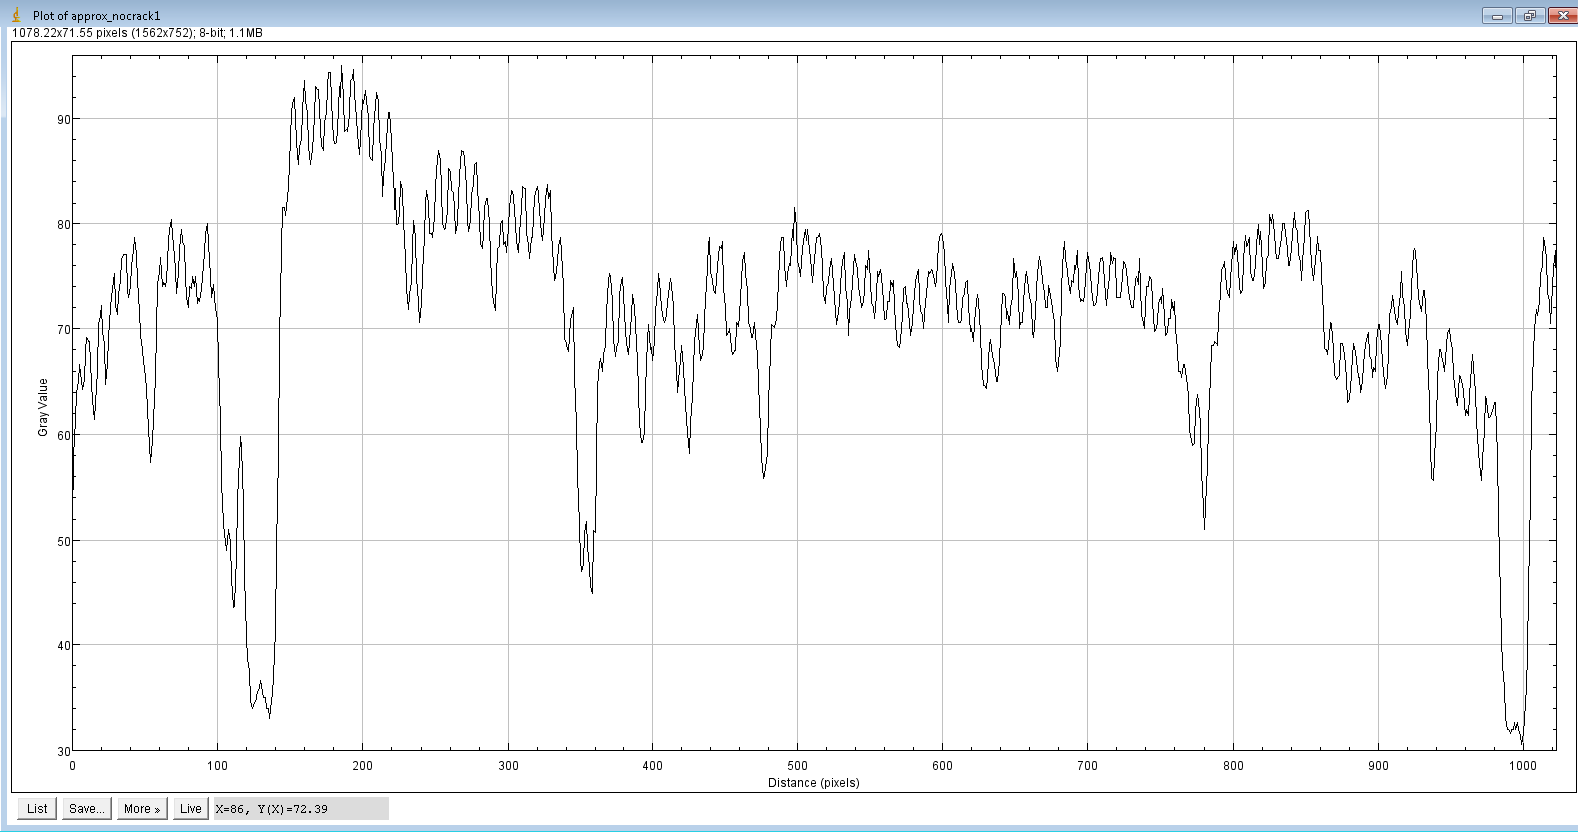 Plot of approx_nocrack1
1078.22x71.55 pixels (1562x752); 8-bit; 1.1MB
90
80
70
60
50
40
30
Gray Value
0 100 200 300 400 500 600 700 800 900 1000
Distance (pixels)
List Save... More » Live X=86, Y(X)=72.39